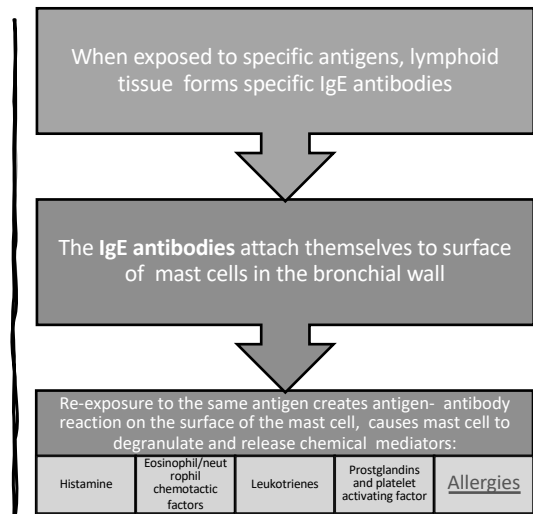 When exposed to specific antigens, lymphoid
tissue forms specific IgE antibodies
The IgE antibodies attach themselves to surface
of mast cells in the bronchial wall
Re-exposure to the same antigen creates antigen- antibody
reaction on the surface of the mast cell, causes mast cell to
degranulate and release chemical mediators:
Histamine
Eosinophil/neut
rophil
chemotactic
factors
Leukotrienes
Prostglandins
and platelet
activating factor
Allergies